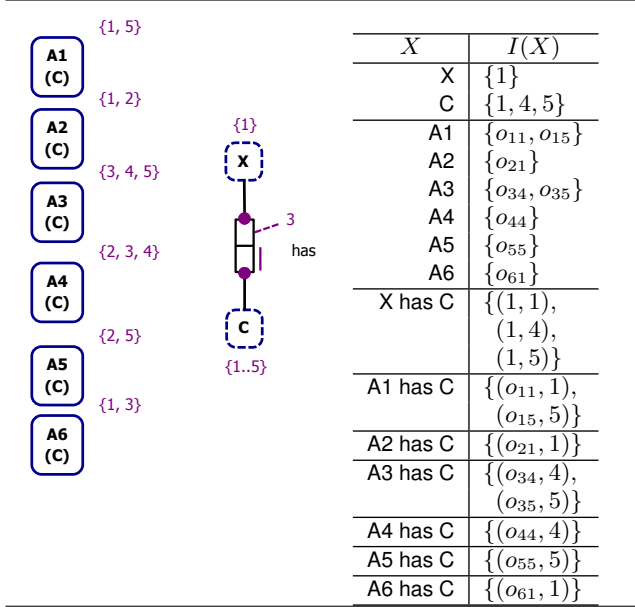 {1, 5}
A1
(C)
{1, 2}
A2
(C)
{3, 4, 5}
A3
(C)
{2, 3, 4}
A4
(C)
{2, 5}
A5
(C)
{1, 3}
A6
(C)
{1}
X
3
has
C
{1..5}
X I(X)
X {1}
C {1, 4, 5}
A1 {o₁₁, o₁₅}
A2 {o₂₁}
A3 {o₃₄, o₃₅}
A4 {o₄₄}
A5 {o₅₅}
A6 {o₆₁}
X has C {(1, 1),
(1, 4),
(1, 5)}
A1 has C {(o₁₁, 1),
(o₁₅, 5)}
A2 has C {(o₂₁, 1)}
A3 has C {(o₃₄, 4),
(o₃₅, 5)}
A4 has C {(o₄₄, 4)}
A5 has C {(o₅₅, 5)}
A6 has C {(o₆₁, 1)}